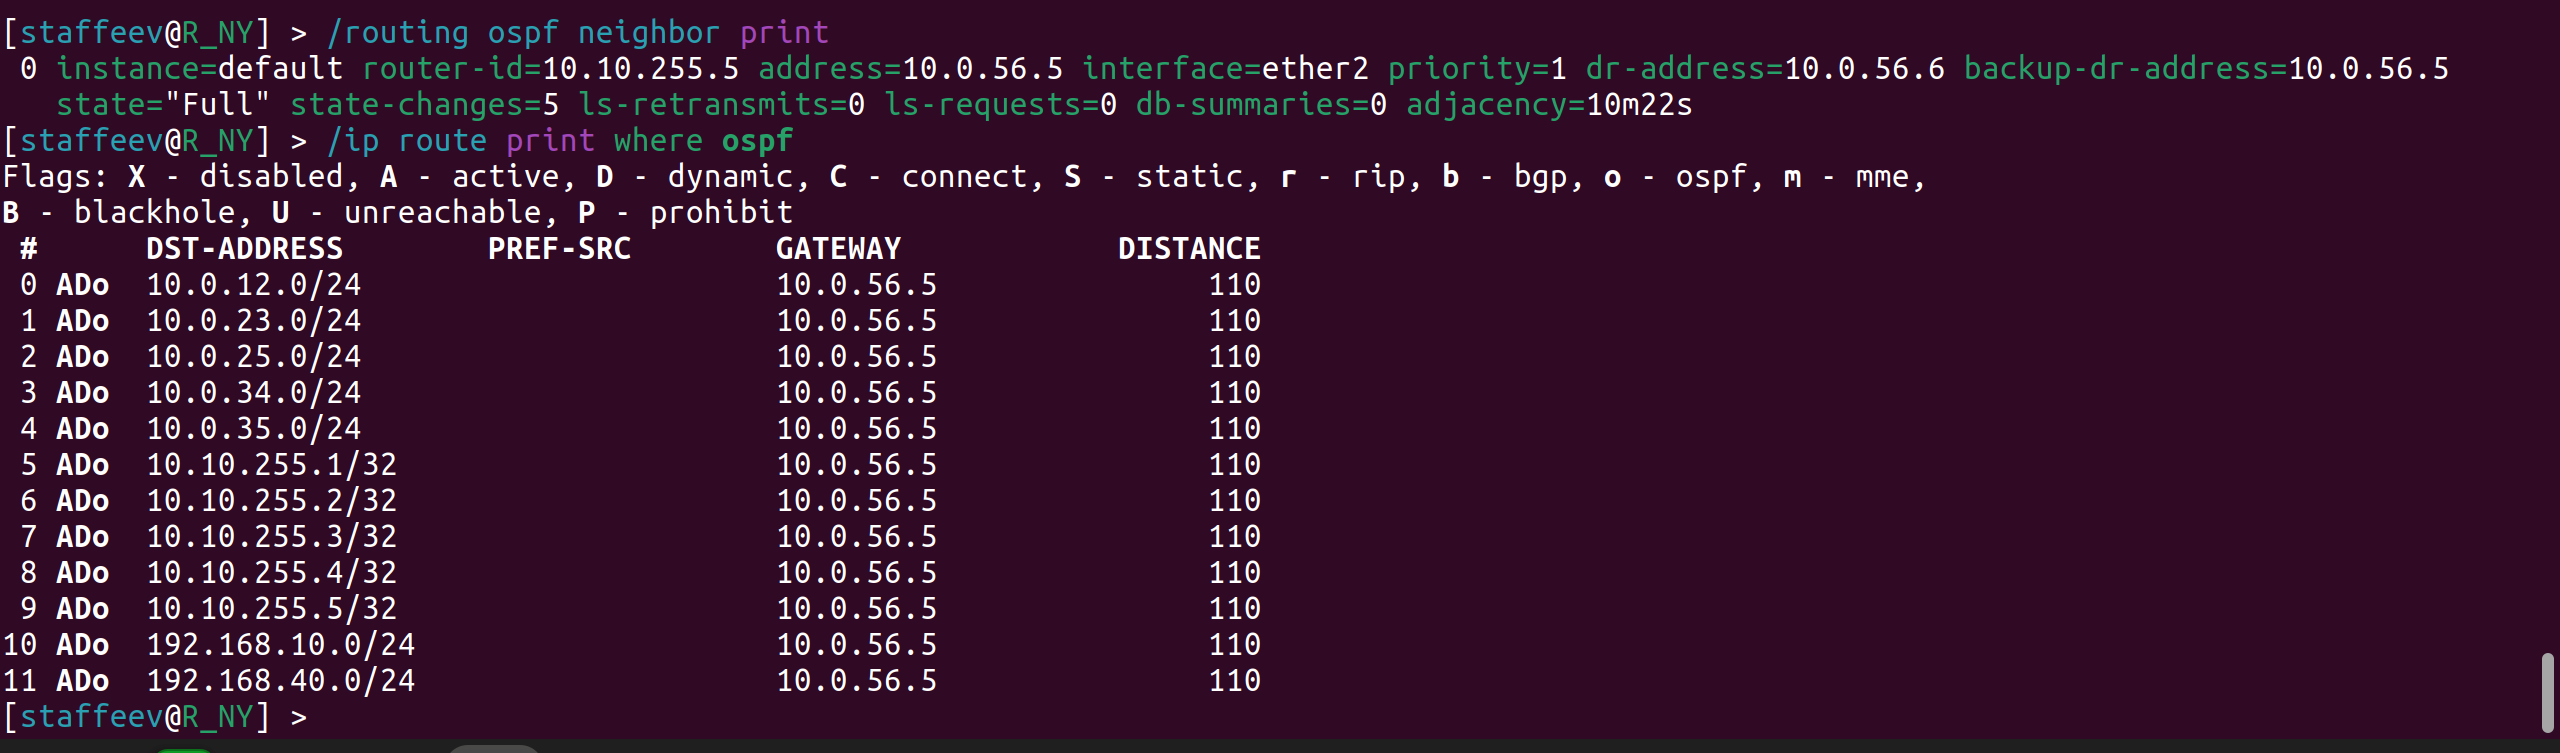 [staffeev@R_NY] > /routing ospf neighbor print
 0 instance=default router-id=10.10.255.5 address=10.0.56.5 interface=ether2 priority=1 dr-address=10.0.56.6 backup-dr-address=10.0.56.5
   state="Full" state-changes=5 ls-retransmits=0 ls-requests=0 db-summaries=0 adjacency=10m22s
[staffeev@R_NY] > /ip route print where ospf
Flags: X - disabled, A - active, D - dynamic, C - connect, S - static, r - rip, b - bgp, o - ospf, m - mme,
B - blackhole, U - unreachable, P - prohibit
 #      DST-ADDRESS        PREF-SRC        GATEWAY            DISTANCE
 0 ADo  10.0.12.0/24                       10.0.56.5               110
 1 ADo  10.0.23.0/24                       10.0.56.5               110
 2 ADo  10.0.25.0/24                       10.0.56.5               110
 3 ADo  10.0.34.0/24                       10.0.56.5               110
 4 ADo  10.0.35.0/24                       10.0.56.5               110
 5 ADo  10.10.255.1/32                     10.0.56.5               110
 6 ADo  10.10.255.2/32                     10.0.56.5               110
 7 ADo  10.10.255.3/32                     10.0.56.5               110
 8 ADo  10.10.255.4/32                     10.0.56.5               110
 9 ADo  10.10.255.5/32                     10.0.56.5               110
10 ADo  192.168.10.0/24                    10.0.56.5               110
11 ADo  192.168.40.0/24                    10.0.56.5               110
[staffeev@R_NY] >